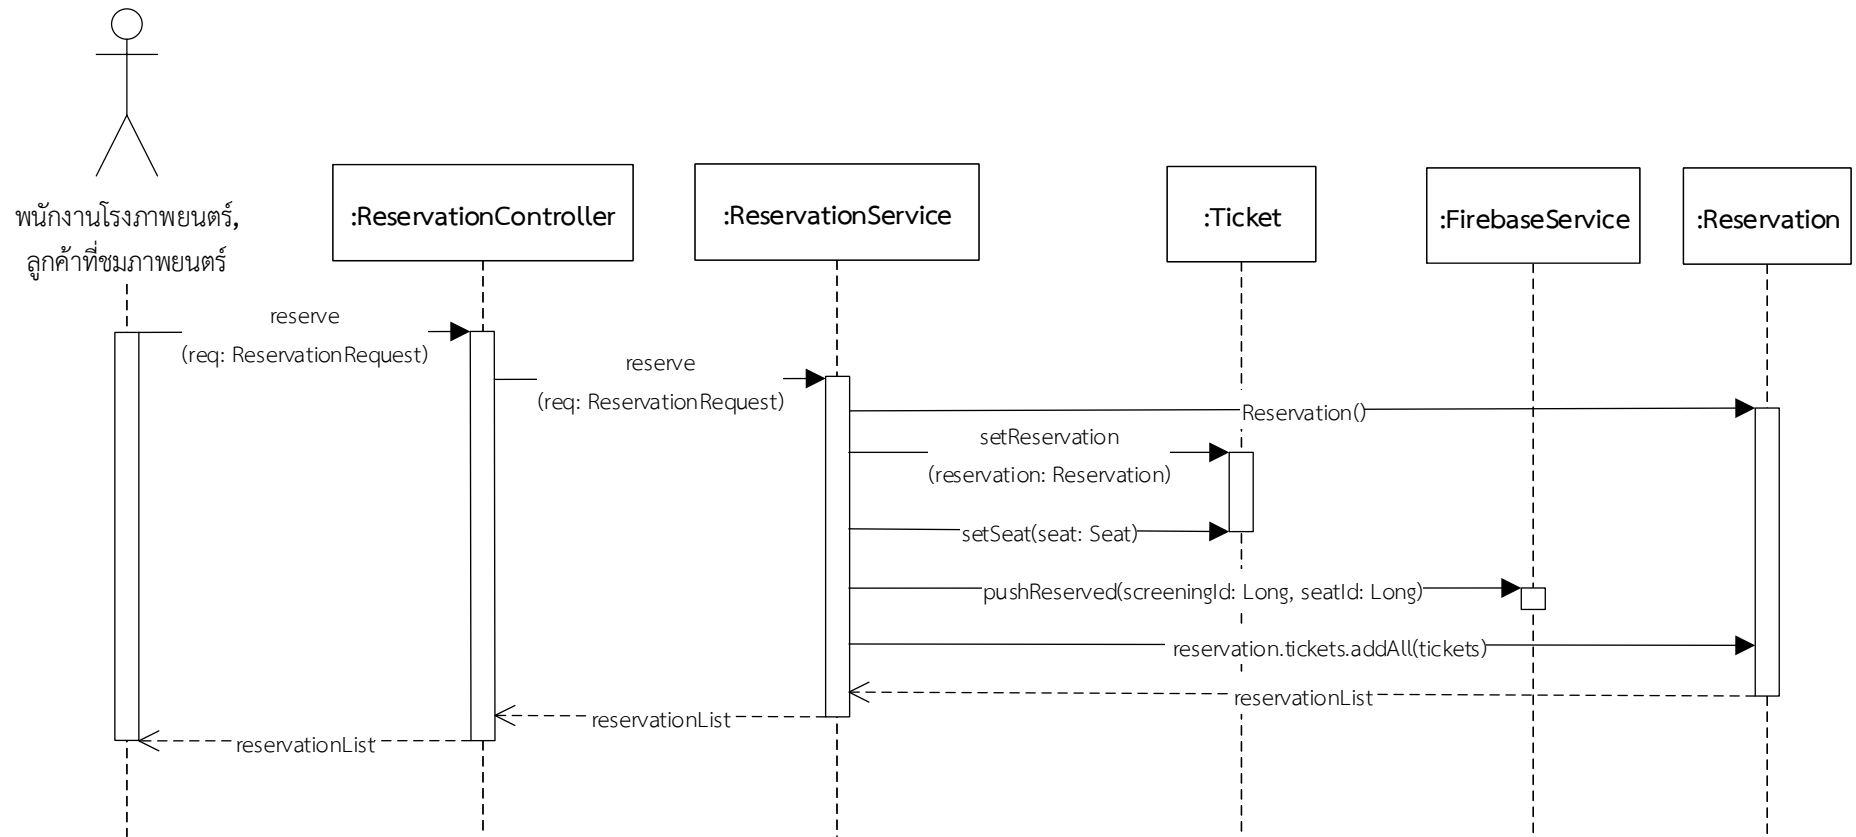 พนักงานโรงภาพยนตร์,
ลูกค้าที่ชมภาพยนตร์
:ReservationController
:ReservationService
:Ticket
:FirebaseService
:Reservation
reserve
(req: ReservationRequest)
reserve
(req: ReservationRequest)
Reservation()
setReservation
(reservation: Reservation)
setSeat(seat: Seat)
pushReserved(screeningId: Long, seatId: Long)
reservation.tickets.addAll(tickets)
reservationList
reservationList
reservationList